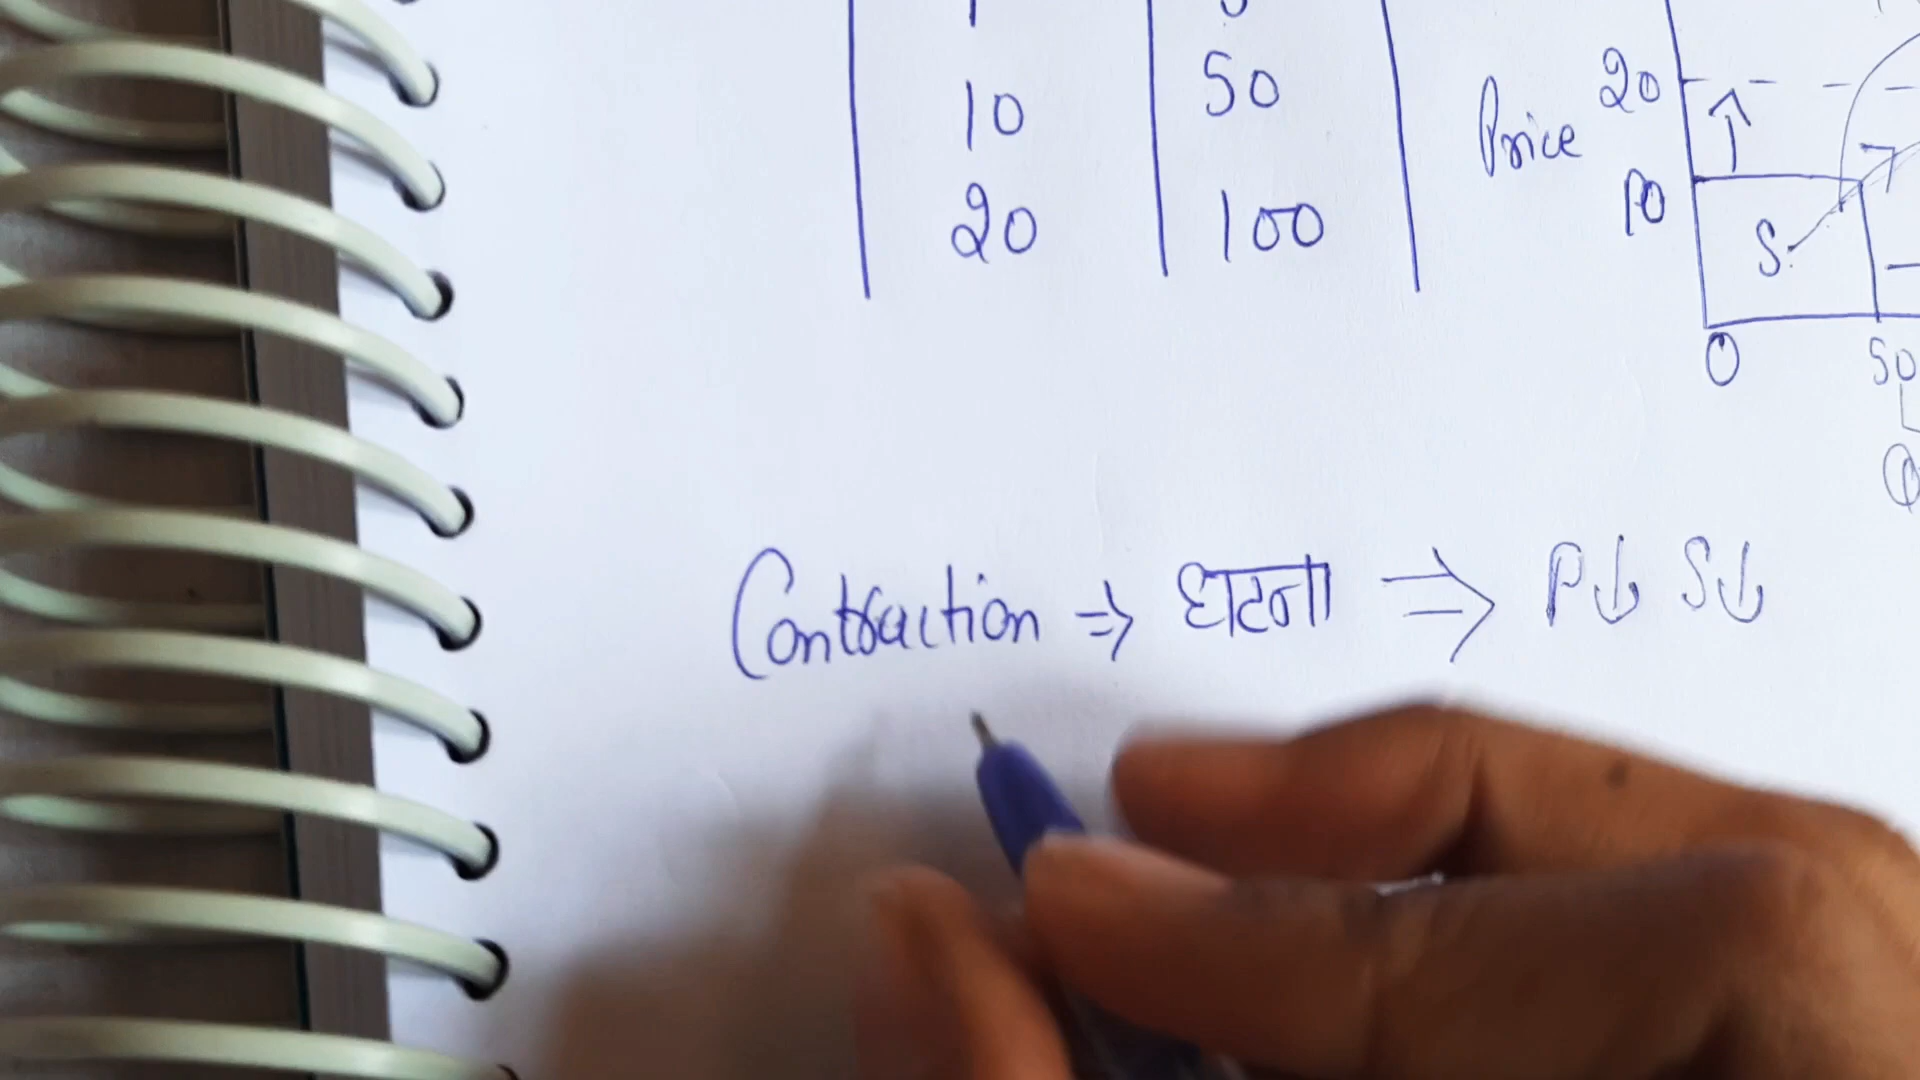 10 50
20 100
Price
20
10
S
0 50
Contraction ⇒ घटना ⇒ P↓ S↓